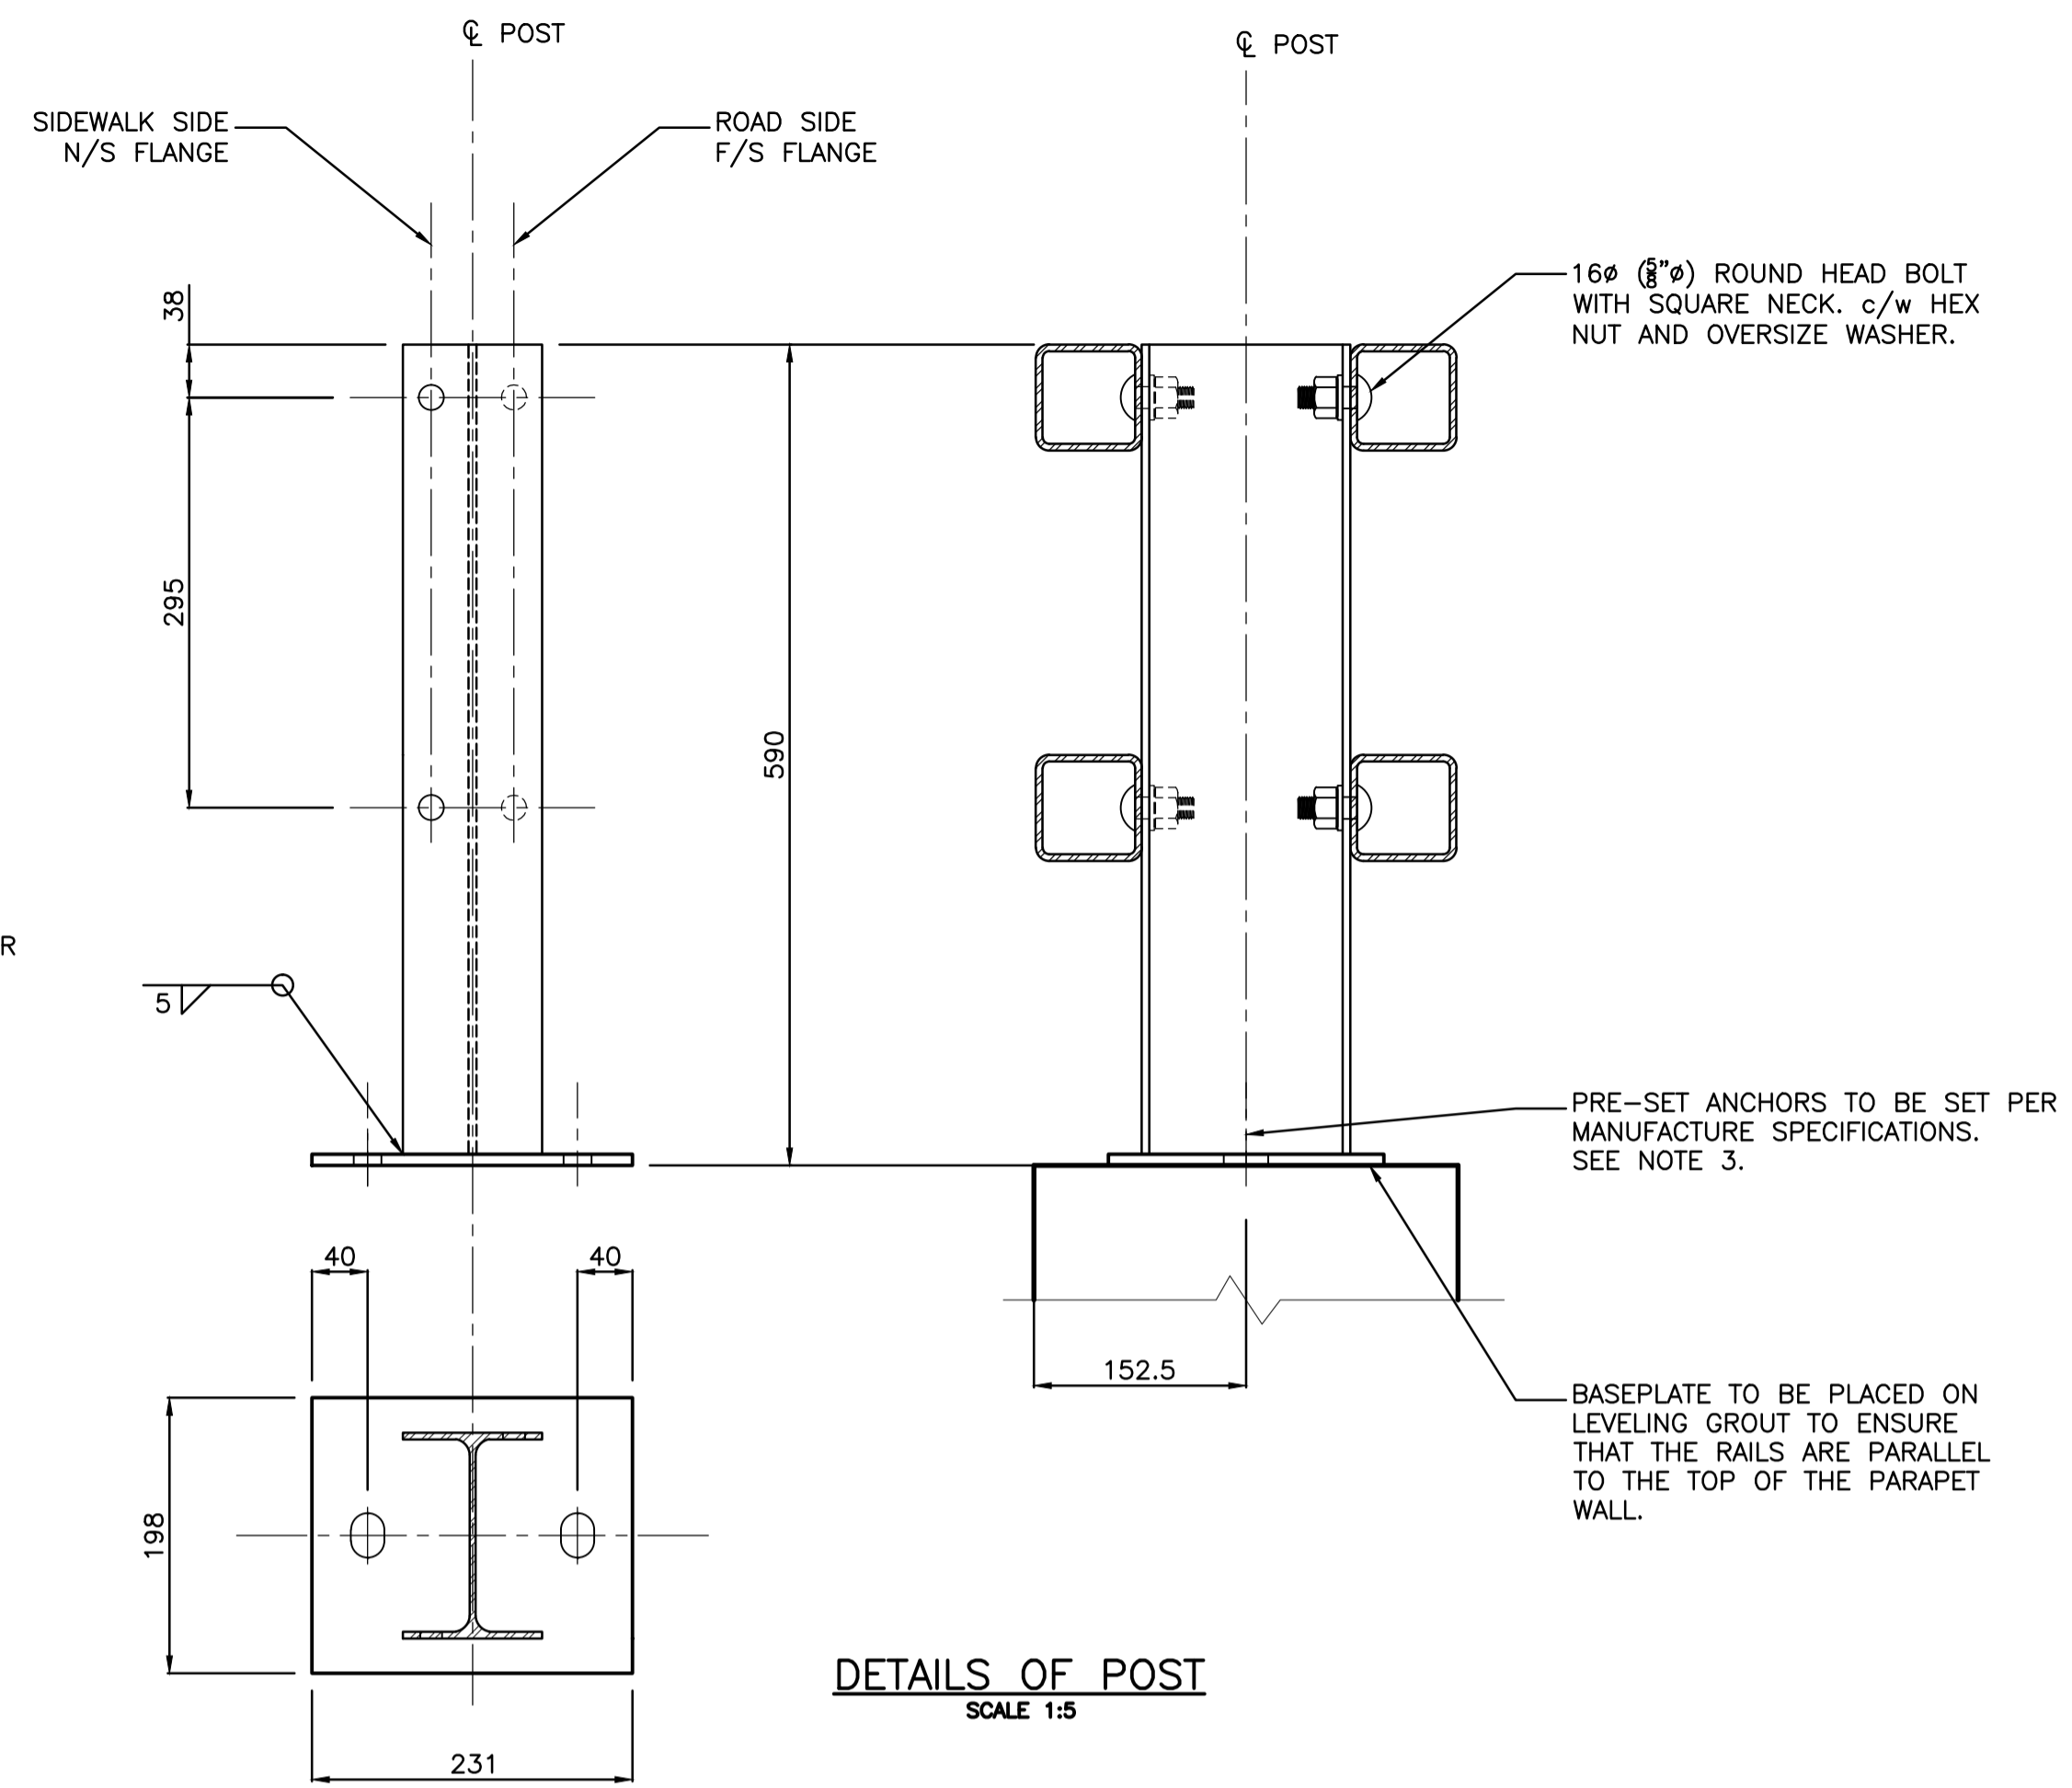 ℄ POST
℄ POST
SIDEWALK SIDE
N/S FLANGE
ROAD SIDE
F/S FLANGE
16ø (5/8"ø) ROUND HEAD BOLT
WITH SQUARE NECK. c/w HEX
NUT AND OVERSIZE WASHER.
38
295
590
R
5
PRE-SET ANCHORS TO BE SET PER
MANUFACTURE SPECIFICATIONS.
SEE NOTE 3.
40
40
152.5
BASEPLATE TO BE PLACED ON
LEVELING GROUT TO ENSURE
THAT THE RAILS ARE PARALLEL
TO THE TOP OF THE PARAPET
WALL.
198
231
DETAILS OF POST
SCALE 1:5